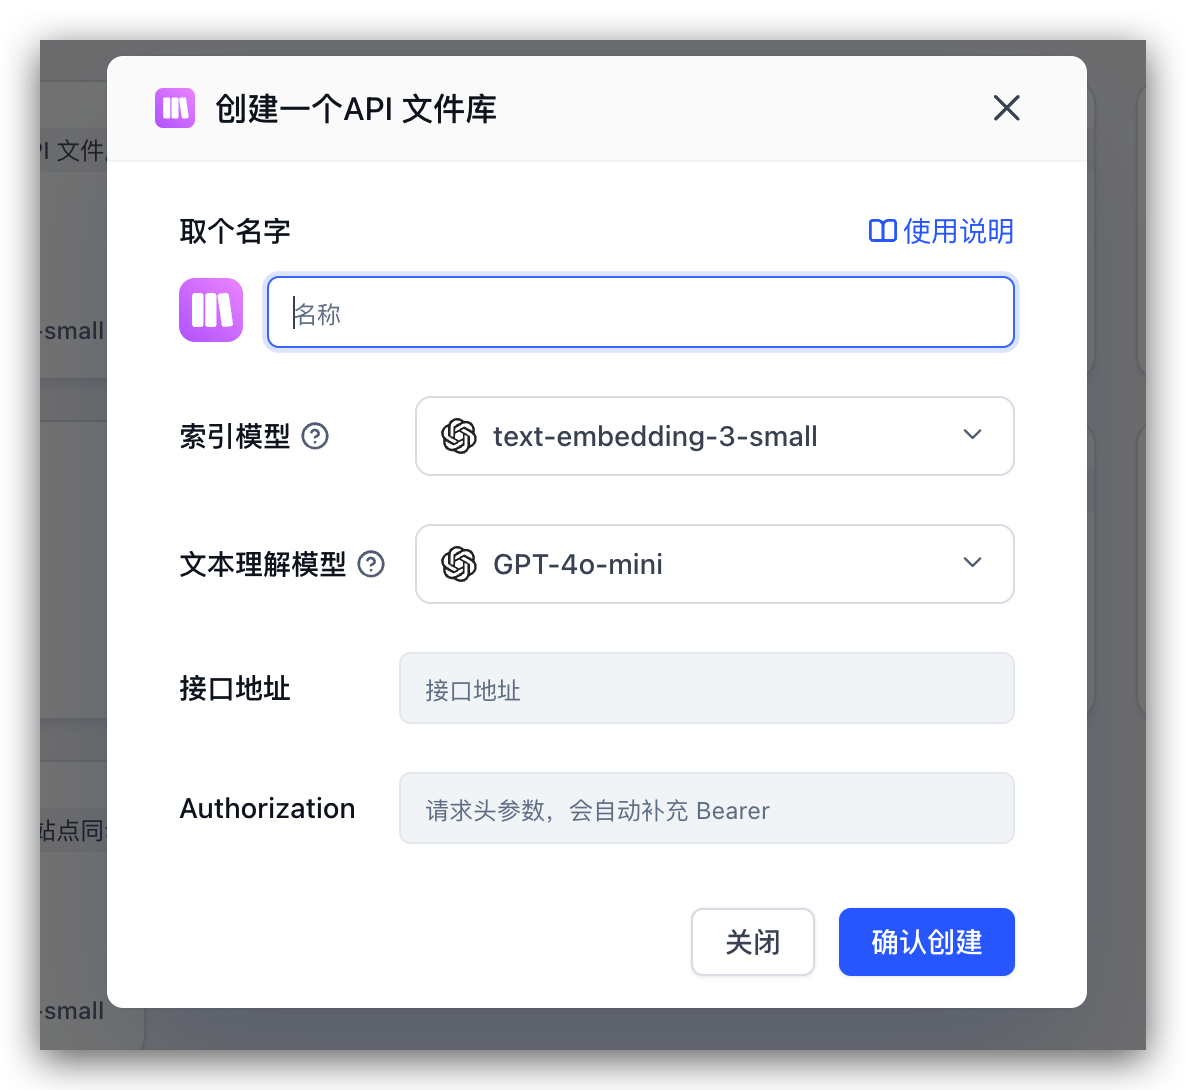 创建一个API 文件库
PI 文件
取个名字
使用说明
名称
-small
索引模型
text-embedding-3-small
文本理解模型
GPT-4o-mini
接口地址
接口地址
Authorization
请求头参数，会自动补充 Bearer
站点同
关闭
确认创建
-small